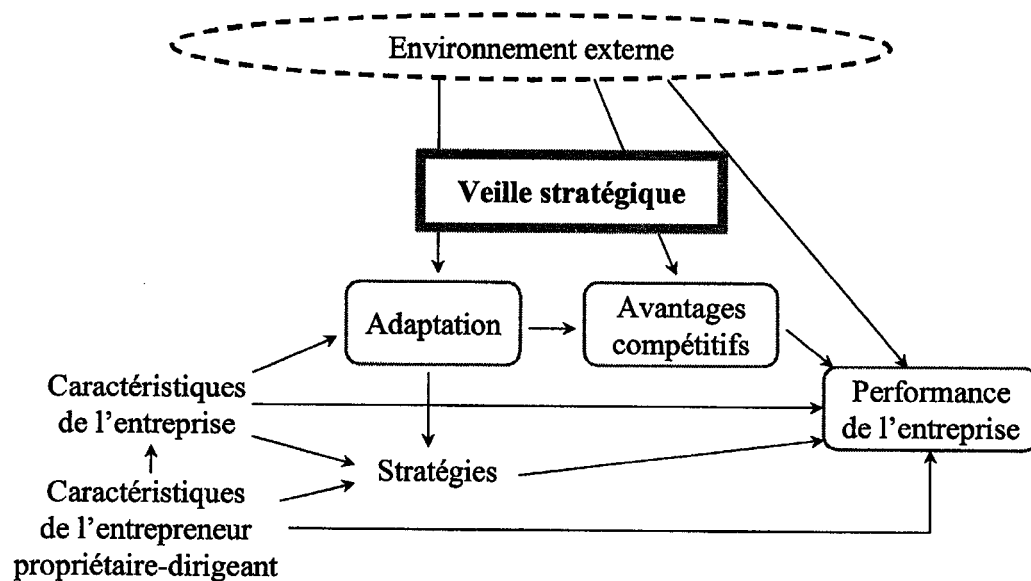 Environnement externe
Veille stratégique
Adaptation
Avantages
compétitifs
Caractéristiques
de l'entreprise
Performance
de l'entreprise
Stratégies
Caractéristiques
de l'entrepreneur
propriétaire-dirigeant